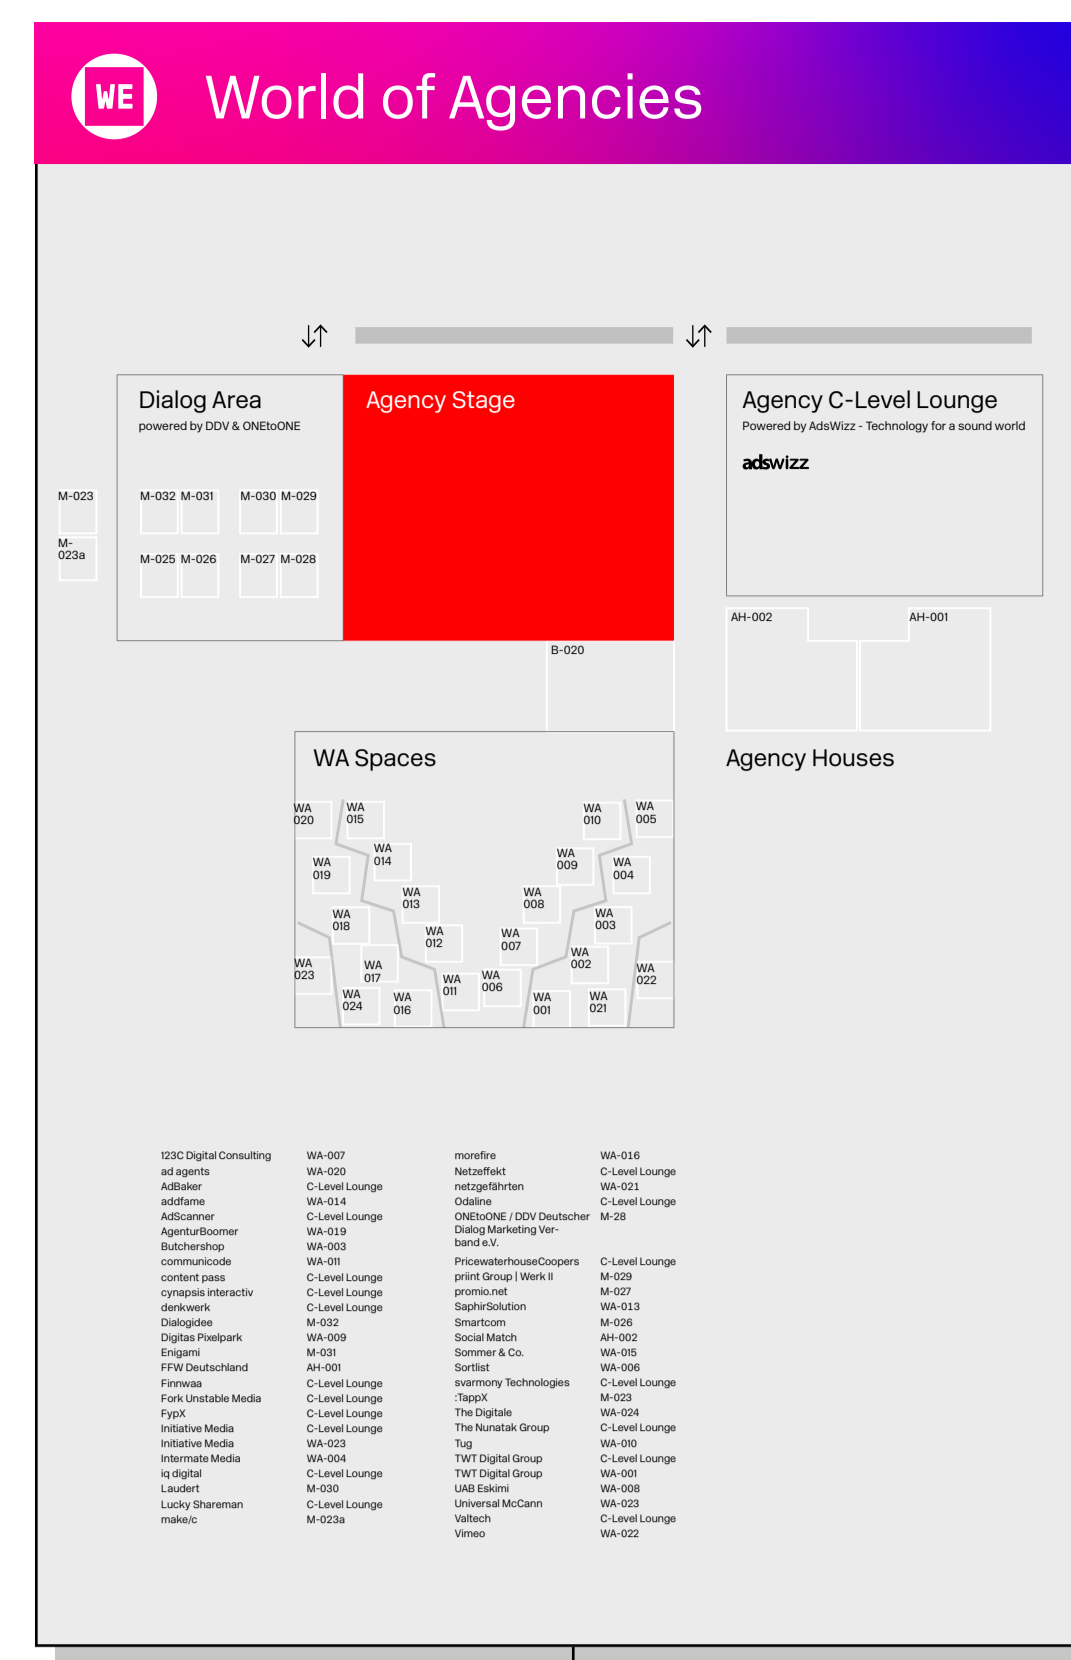 WE
World of Agencies
Dialog Area
powered by DDV & ONEtoONE
Agency Stage
Agency C-Level Lounge
Powered by AdsWizz - Technology for a sound world
adswizz
M-023
M-032 M-031 M-030 M-029
M-
023a
M-025 M-026 M-027 M-028
AH-002
AH-001
B-020
WA Spaces
Agency Houses
WA
020
WA
015
WA
010
WA
005
WA
014
WA
009
WA
019
WA
004
WA
013
WA
008
WA
018
WA
003
WA
012
WA
007
WA
023
WA
017
WA
002
WA
022
WA
011
WA
006
WA
024
WA
016
WA
001
WA
021
123C Digital Consulting WA-007
ad agents WA-020
AdBaker C-Level Lounge
addfame WA-014
AdScanner C-Level Lounge
AgenturBoomer WA-019
Butchershop WA-003
communicode WA-011
content pass C-Level Lounge
cynapsis interactiv C-Level Lounge
denkwerk C-Level Lounge
Dialogidee M-032
Digitas Pixelpark WA-009
Enigami M-031
FFW Deutschland AH-001
Finnwaa C-Level Lounge
Fork Unstable Media C-Level Lounge
FypX C-Level Lounge
Initiative Media C-Level Lounge
Initiative Media WA-023
Intermate Media WA-004
iq digital C-Level Lounge
Laudert M-030
Lucky Shareman C-Level Lounge
make/c M-023a
morefire WA-016
Netzeffekt C-Level Lounge
netzgefährten WA-021
Odaline C-Level Lounge
ONEtoONE / DDV Deutscher M-28
Dialog Marketing Ver-
band e.V.
PricewaterhouseCoopers C-Level Lounge
priint Group | Werk II M-029
promio.net M-027
SaphirSolution WA-013
Smartcom M-026
Social Match AH-002
Sommer & Co. WA-015
Sortlist WA-006
svarmony Technologies C-Level Lounge
:TappX M-023
The Digitale WA-024
The Nunatak Group C-Level Lounge
Tug WA-010
TWT Digital Group C-Level Lounge
TWT Digital Group WA-001
UAB Eskimi WA-008
Universal McCann WA-023
Valtech C-Level Lounge
Vimeo WA-022